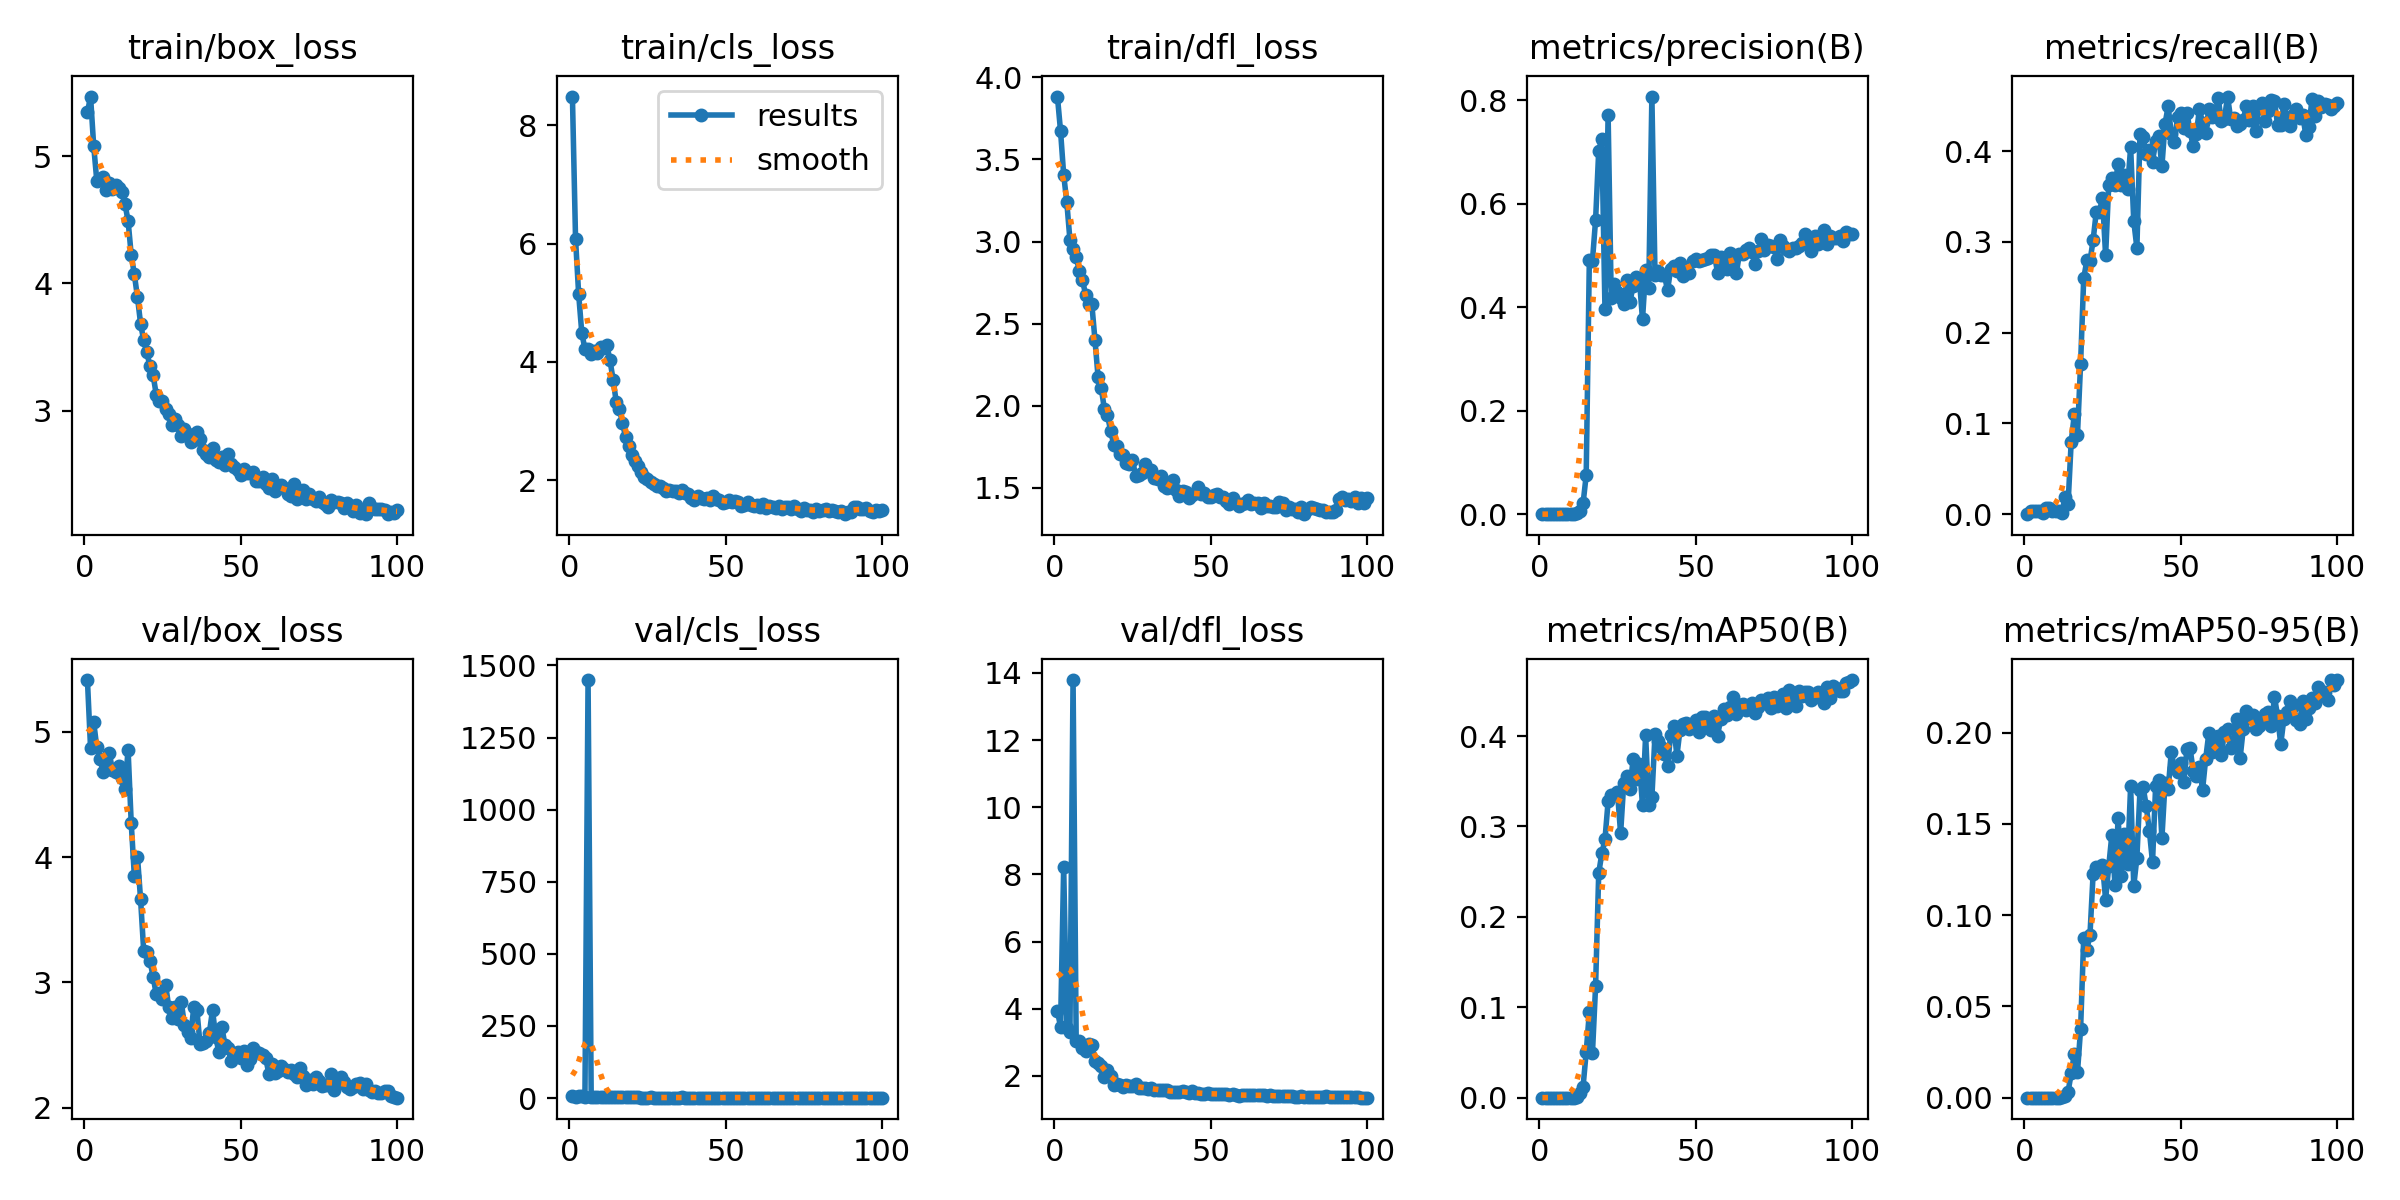 train/box_loss
5
4
3
0 50 100
train/cls_loss
results
smooth
8
6
4
2
0 50 100
train/dfl_loss
4.0
3.5
3.0
2.5
2.0
1.5
0 50 100
metrics/precision(B)
0.8
0.6
0.4
0.2
0.0
0 50 100
metrics/recall(B)
0.4
0.3
0.2
0.1
0.0
0 50 100
val/box_loss
5
4
3
2
0 50 100
val/cls_loss
1500
1250
1000
750
500
250
0
0 50 100
val/dfl_loss
14
12
10
8
6
4
2
0 50 100
metrics/mAP50(B)
0.4
0.3
0.2
0.1
0.0
0 50 100
metrics/mAP50-95(B)
0.20
0.15
0.10
0.05
0.00
0 50 100